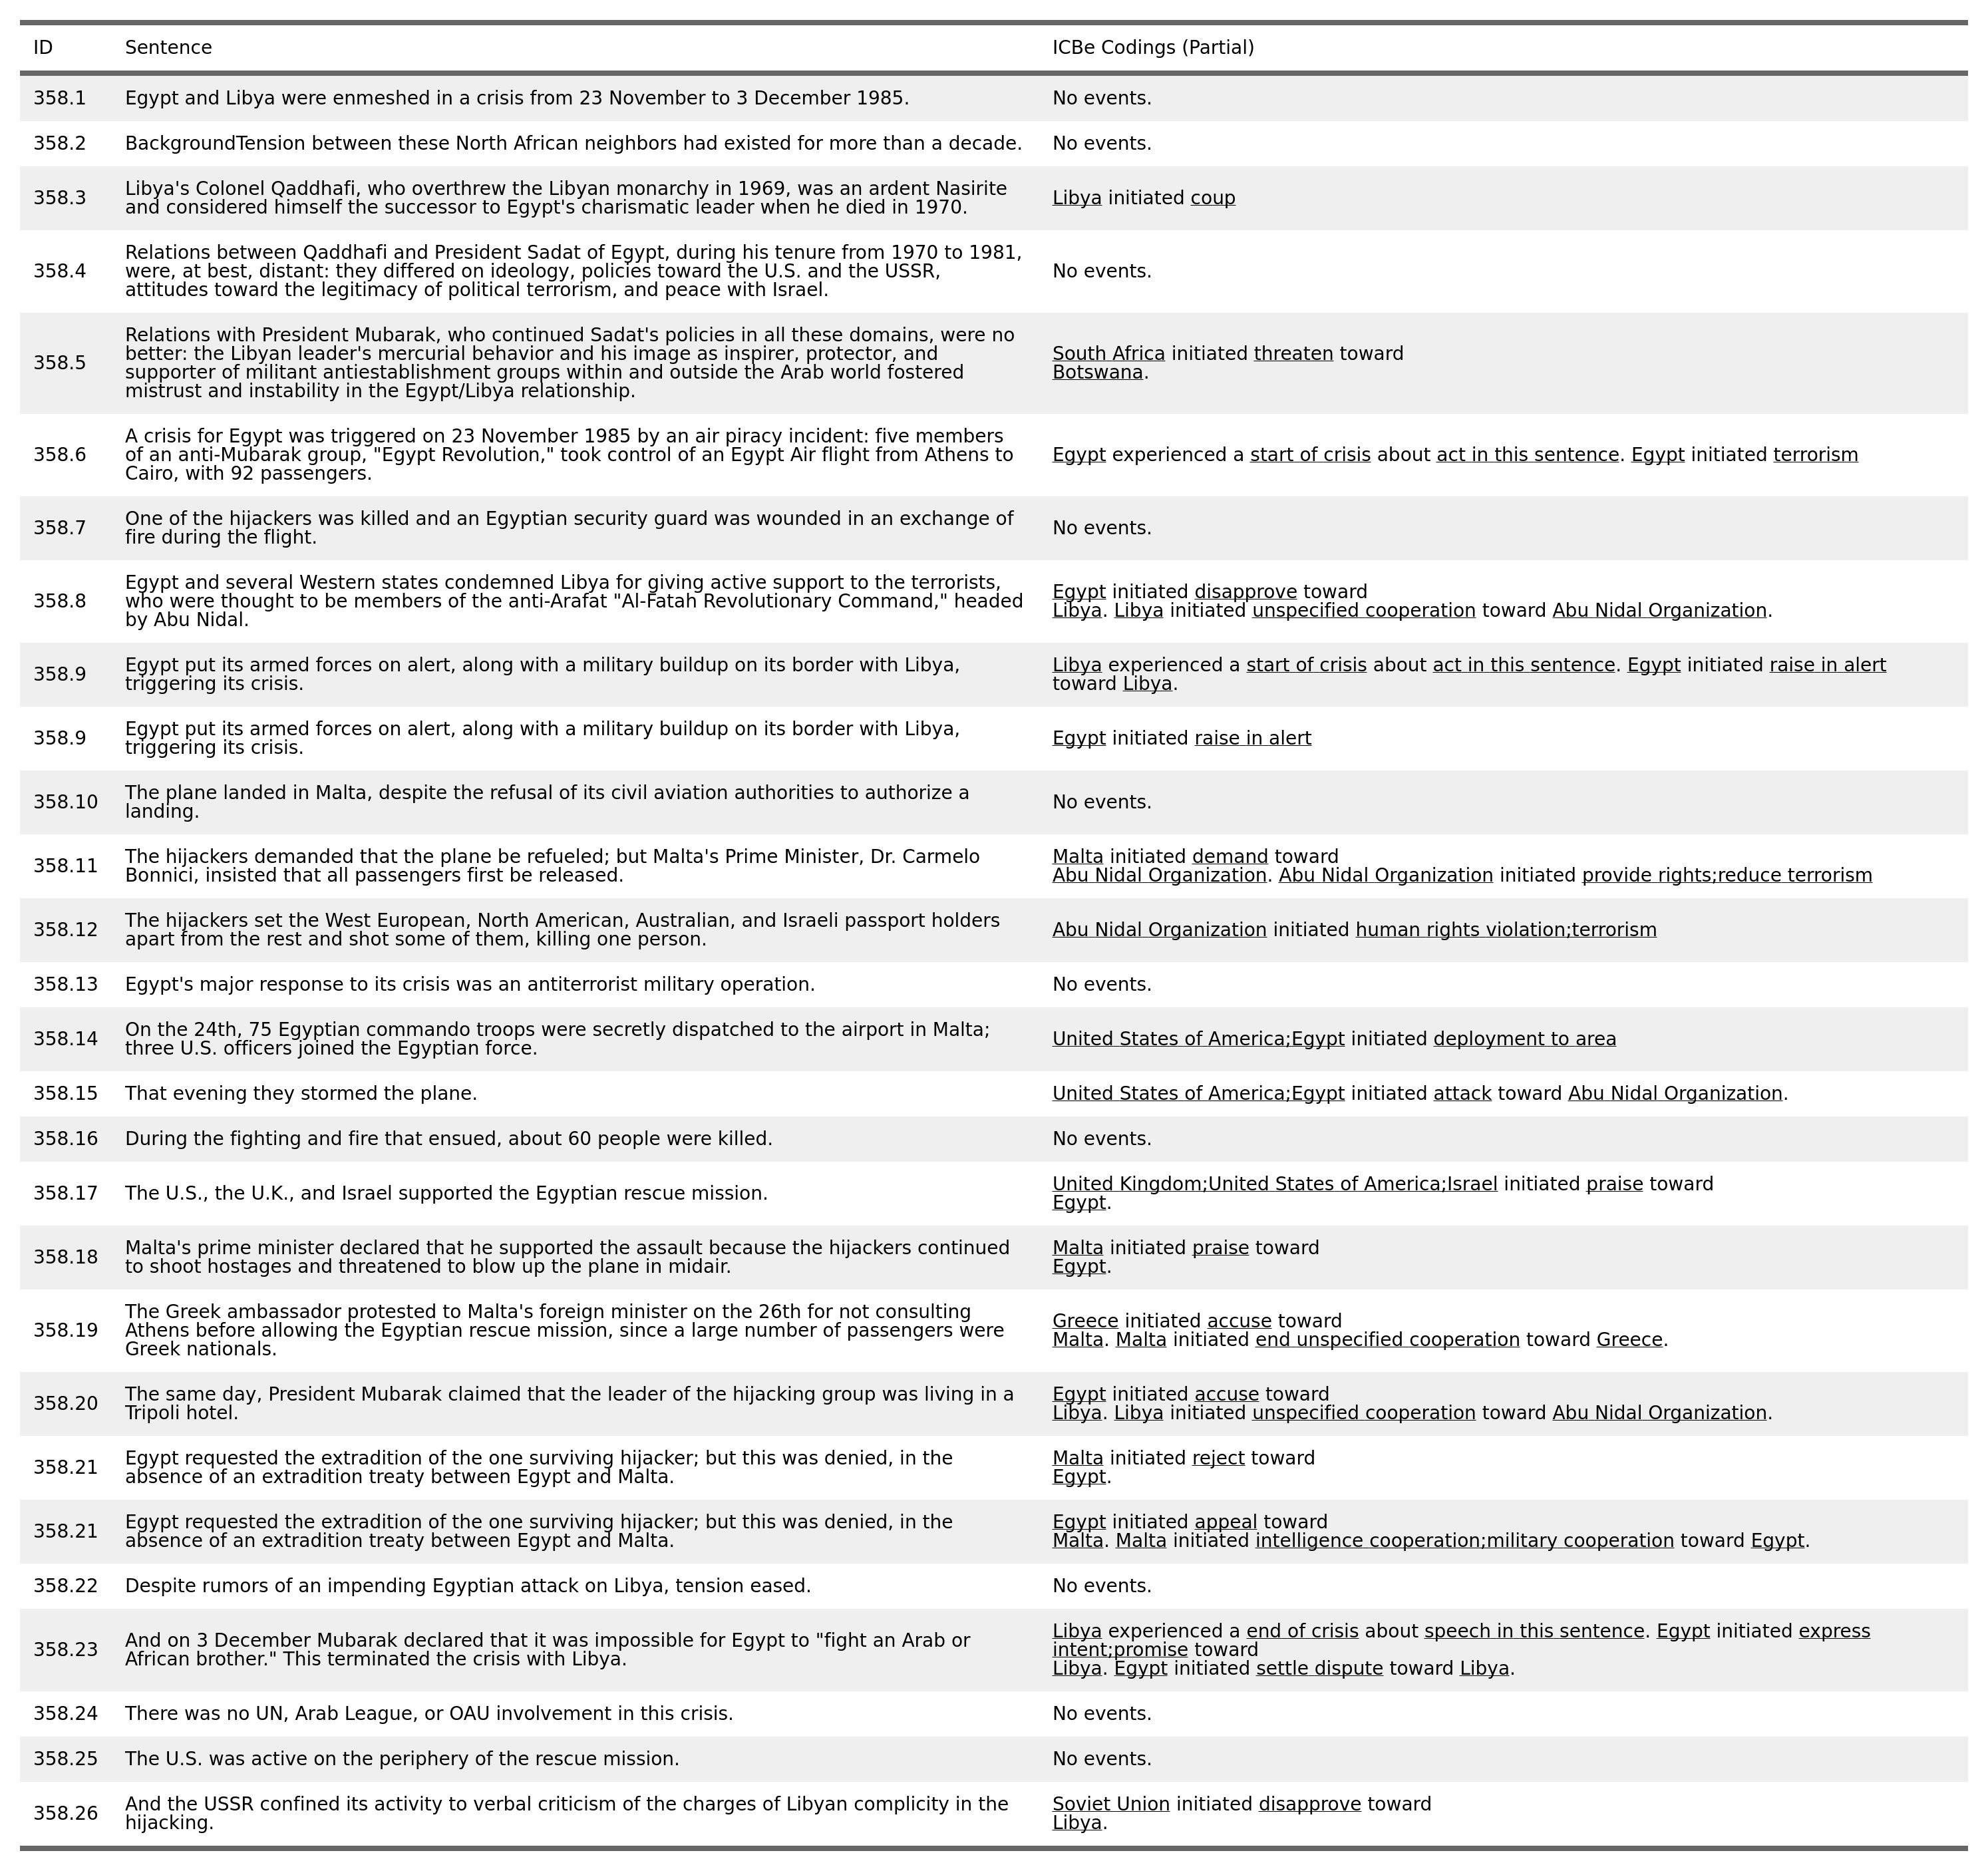 ID Sentence ICBe Codings (Partial)
358.1 Egypt and Libya were enmeshed in a crisis from 23 November to 3 December 1985. No events.
358.2 BackgroundTension between these North African neighbors had existed for more than a decade. No events.
358.3
Libya's Colonel Qaddhafi, who overthrew the Libyan monarchy in 1969, was an ardent Nasirite
and considered himself the successor to Egypt's charismatic leader when he died in 1970.
Libya initiated coup
358.4
Relations between Qaddhafi and President Sadat of Egypt, during his tenure from 1970 to 1981,
were, at best, distant: they differed on ideology, policies toward the U.S. and the USSR,
attitudes toward the legitimacy of political terrorism, and peace with Israel.
No events.
358.5
Relations with President Mubarak, who continued Sadat's policies in all these domains, were no
better: the Libyan leader's mercurial behavior and his image as inspirer, protector, and
supporter of militant antiestablishment groups within and outside the Arab world fostered
mistrust and instability in the Egypt/Libya relationship.
South Africa initiated threaten toward
Botswana.
358.6
A crisis for Egypt was triggered on 23 November 1985 by an air piracy incident: five members
of an anti-Mubarak group, "Egypt Revolution," took control of an Egypt Air flight from Athens to
Cairo, with 92 passengers.
Egypt experienced a start of crisis about act in this sentence. Egypt initiated terrorism
358.7
One of the hijackers was killed and an Egyptian security guard was wounded in an exchange of
fire during the flight.
No events.
358.8
Egypt and several Western states condemned Libya for giving active support to the terrorists,
who were thought to be members of the anti-Arafat "Al-Fatah Revolutionary Command," headed
by Abu Nidal.
Egypt initiated disapprove toward
Libya. Libya initiated unspecified cooperation toward Abu Nidal Organization.
358.9
Egypt put its armed forces on alert, along with a military buildup on its border with Libya,
triggering its crisis.
Libya experienced a start of crisis about act in this sentence. Egypt initiated raise in alert
toward Libya.
358.9
Egypt put its armed forces on alert, along with a military buildup on its border with Libya,
triggering its crisis.
Egypt initiated raise in alert
358.10
The plane landed in Malta, despite the refusal of its civil aviation authorities to authorize a
landing.
No events.
358.11
The hijackers demanded that the plane be refueled; but Malta's Prime Minister, Dr. Carmelo
Bonnici, insisted that all passengers first be released.
Malta initiated demand toward
Abu Nidal Organization. Abu Nidal Organization initiated provide rights;reduce terrorism
358.12
The hijackers set the West European, North American, Australian, and Israeli passport holders
apart from the rest and shot some of them, killing one person.
Abu Nidal Organization initiated human rights violation;terrorism
358.13 Egypt's major response to its crisis was an antiterrorist military operation. No events.
358.14
On the 24th, 75 Egyptian commando troops were secretly dispatched to the airport in Malta;
three U.S. officers joined the Egyptian force.
United States of America;Egypt initiated deployment to area
358.15 That evening they stormed the plane. United States of America;Egypt initiated attack toward Abu Nidal Organization.
358.16 During the fighting and fire that ensued, about 60 people were killed. No events.
358.17 The U.S., the U.K., and Israel supported the Egyptian rescue mission.
United Kingdom;United States of America;Israel initiated praise toward
Egypt.
358.18
Malta's prime minister declared that he supported the assault because the hijackers continued
to shoot hostages and threatened to blow up the plane in midair.
Malta initiated praise toward
Egypt.
358.19
The Greek ambassador protested to Malta's foreign minister on the 26th for not consulting
Athens before allowing the Egyptian rescue mission, since a large number of passengers were
Greek nationals.
Greece initiated accuse toward
Malta. Malta initiated end unspecified cooperation toward Greece.
358.20
The same day, President Mubarak claimed that the leader of the hijacking group was living in a
Tripoli hotel.
Egypt initiated accuse toward
Libya. Libya initiated unspecified cooperation toward Abu Nidal Organization.
358.21
Egypt requested the extradition of the one surviving hijacker; but this was denied, in the
absence of an extradition treaty between Egypt and Malta.
Malta initiated reject toward
Egypt.
358.21
Egypt requested the extradition of the one surviving hijacker; but this was denied, in the
absence of an extradition treaty between Egypt and Malta.
Egypt initiated appeal toward
Malta. Malta initiated intelligence cooperation;military cooperation toward Egypt.
358.22 Despite rumors of an impending Egyptian attack on Libya, tension eased. No events.
358.23
And on 3 December Mubarak declared that it was impossible for Egypt to "fight an Arab or
African brother." This terminated the crisis with Libya.
Libya experienced a end of crisis about speech in this sentence. Egypt initiated express
intent;promise toward
Libya. Egypt initiated settle dispute toward Libya.
358.24 There was no UN, Arab League, or OAU involvement in this crisis. No events.
358.25 The U.S. was active on the periphery of the rescue mission. No events.
358.26
And the USSR confined its activity to verbal criticism of the charges of Libyan complicity in the
hijacking.
Soviet Union initiated disapprove toward
Libya.